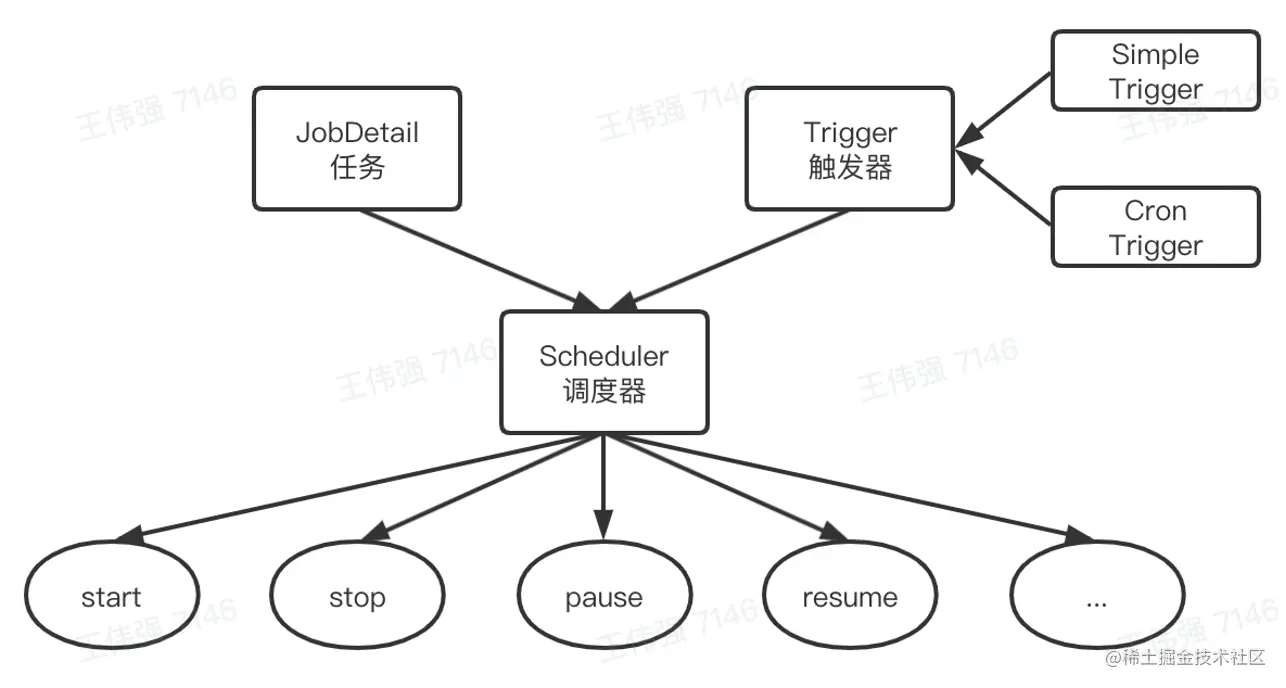 Simple
Trigger
JobDetail
任务
Trigger
触发器
Cron
Trigger
Scheduler
调度器
start
stop
pause
resume
...
王伟强 7146
王伟强 7146
王伟强 7146
王伟强 7146
王伟强 7146
王伟强 7146
王伟强 7146
王伟强 7146
@稀土掘金技术社区